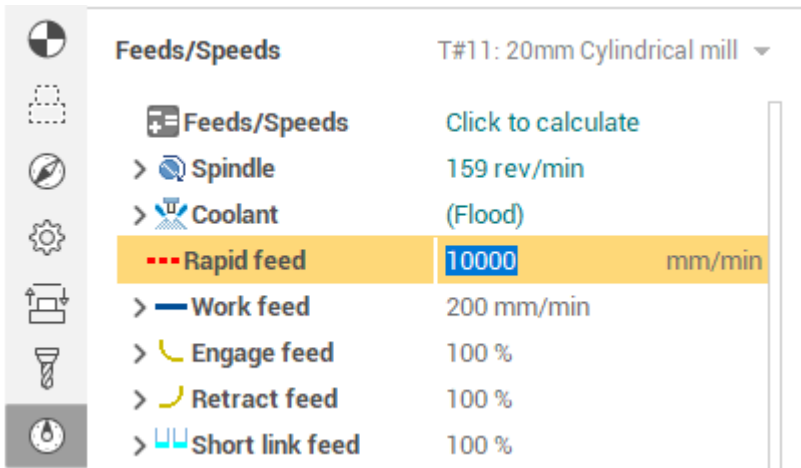 Feeds/Speeds T#11: 20mm Cylindrical mill
Feeds/Speeds Click to calculate
Spindle 159 rev/min
Coolant (Flood)
Rapid feed 10000 mm/min
Work feed 200 mm/min
Engage feed 100 %
Retract feed 100 %
Short link feed 100 %